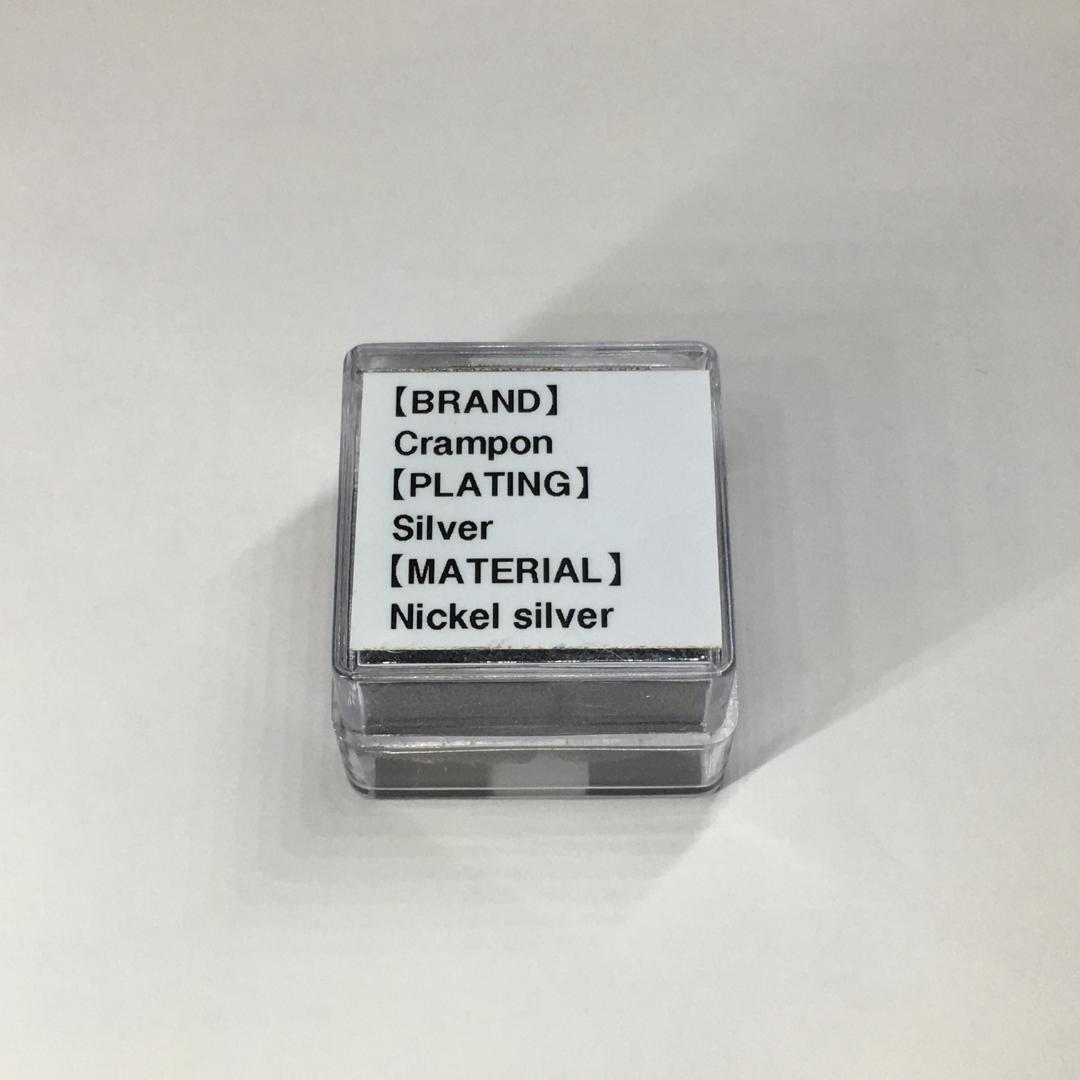 【BRAND】
Crampon
【PLATING】
Silver
【MATERIAL】
Nickel silver